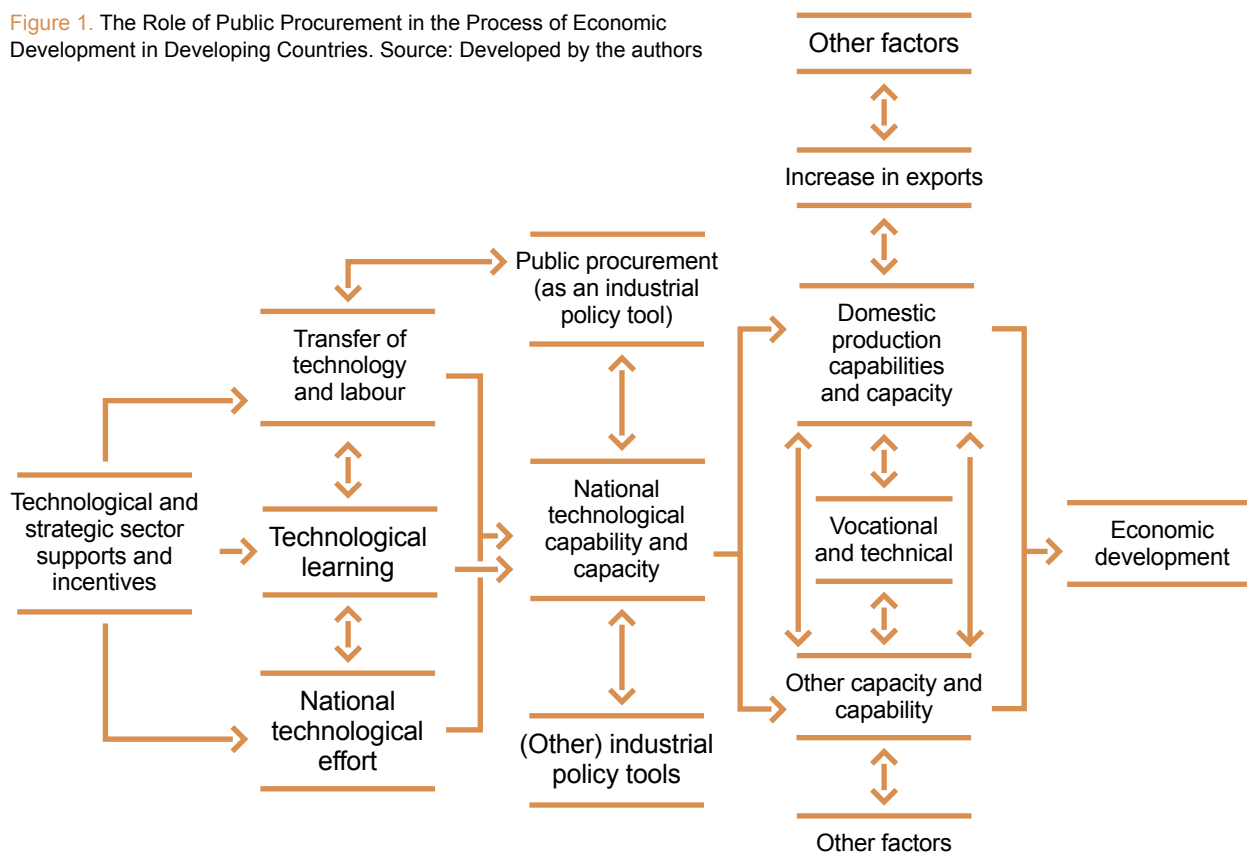 Figure 1. The Role of Public Procurement in the Process of Economic
Development in Developing Countries. Source: Developed by the authors
Technological and
strategic sector
supports and
incentives
Transfer of
technology
and labour
Technological
learning
National
technological
effort
Public procurement
(as an industrial
policy tool)
National
technological
capability and
capacity
(Other) industrial
policy tools
Other factors
Increase in exports
Domestic
production
capabilities
and capacity
Vocational
and technical
Other capacity and
capability
Other factors
Economic
development